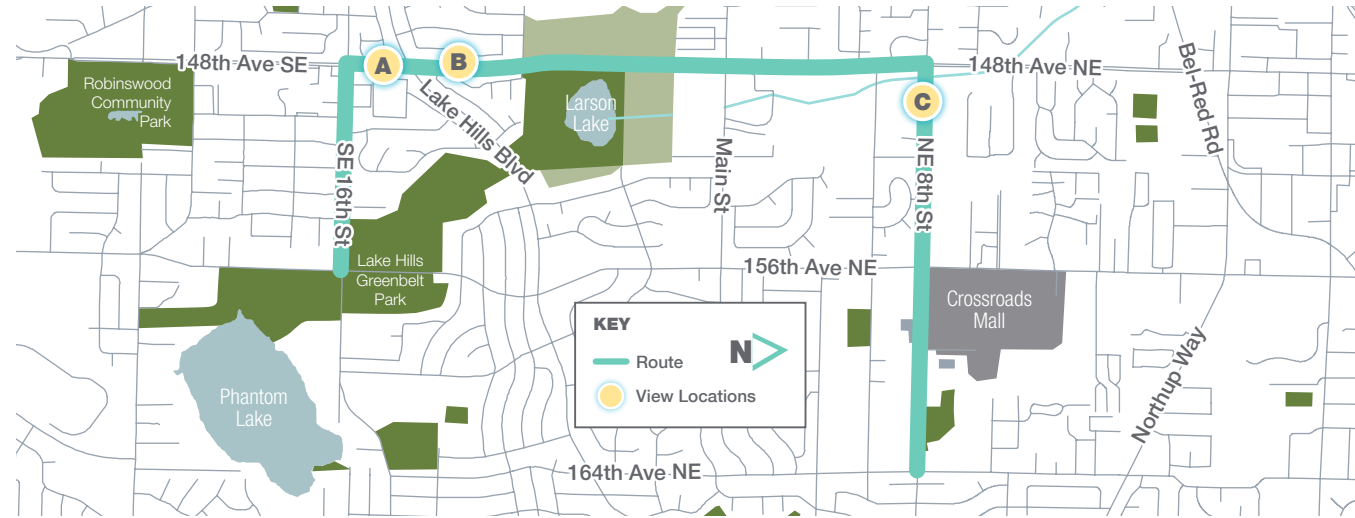 148th Ave SE
A
B
148th Ave NE
Bel-Red Rd
Robinswood
Community
Park
Lake Hills Blvd
Larson
Lake
C
SE 16th St
Main St
NE 8th St
Lake Hills
Greenbelt
Park
156th Ave NE
Crossroads
Mall
KEY
Route
N
View Locations
Northup Way
Phantom
Lake
164th Ave NE